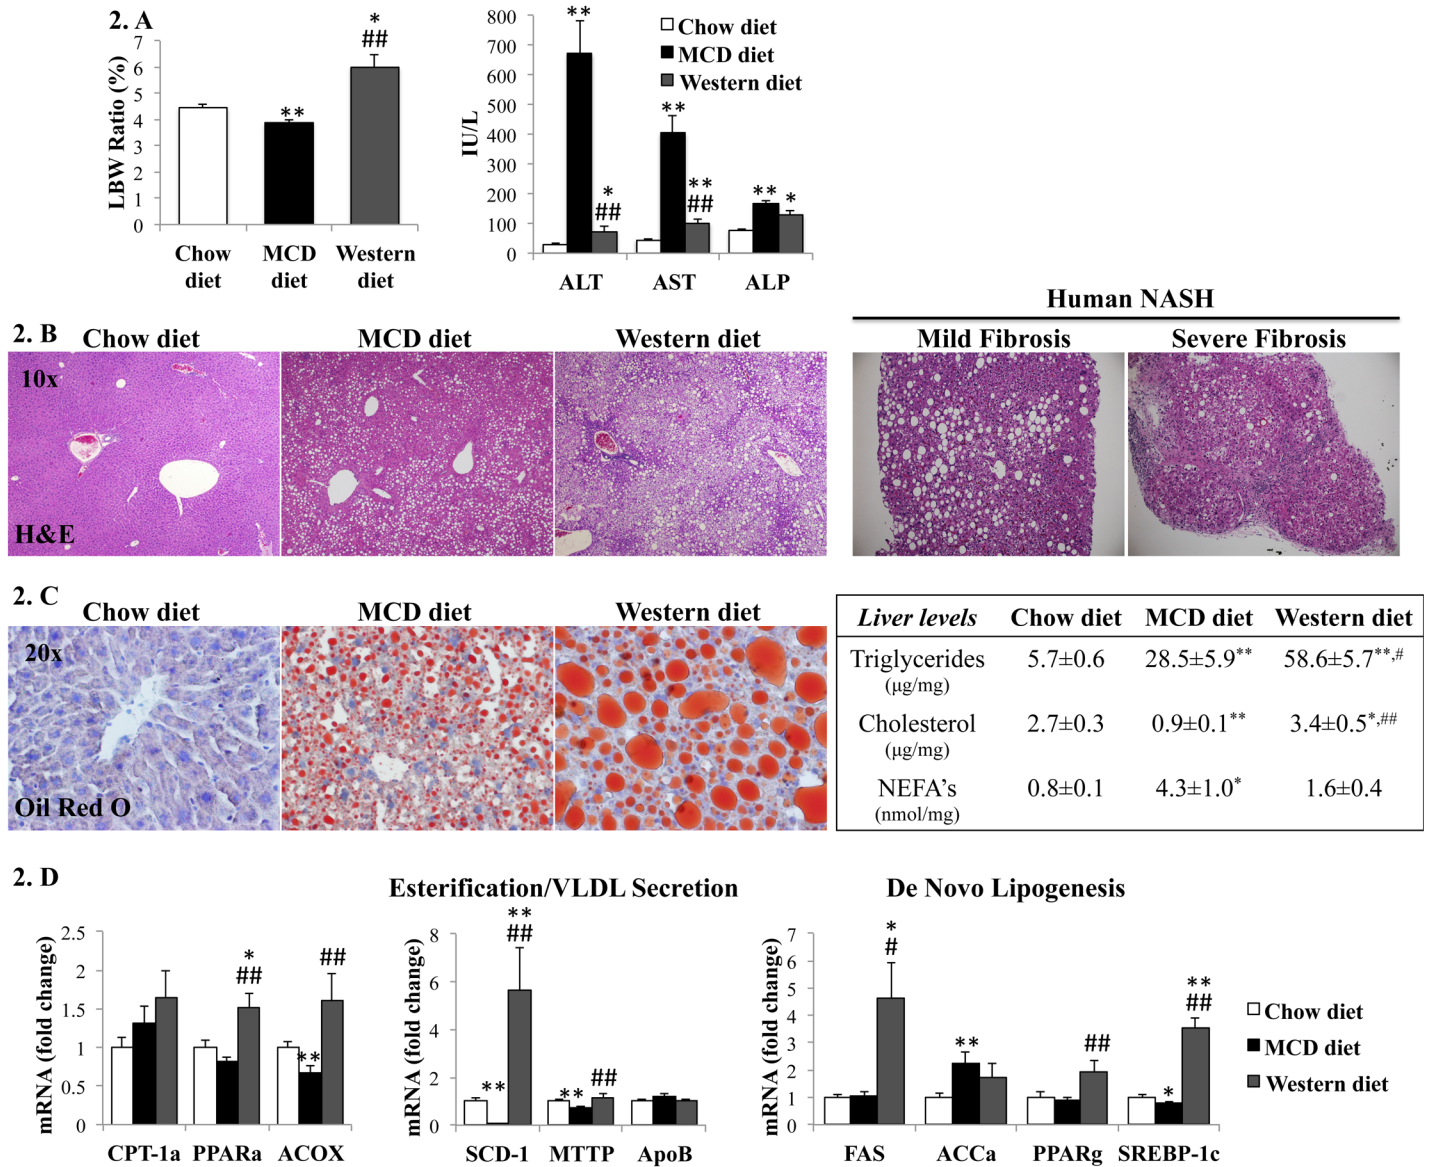 2. A
LBW Ratio (%)
7
6
5
4
3
2
1
0
**
*
##
Chow diet
MCD diet
Western diet
IU/L
800
700
600
500
400
300
200
100
0
**
*
##
**
**
##
**
*
ALT AST ALP
Chow diet
MCD diet
Western diet
2. B
Chow diet MCD diet Western diet
10x
H&E
Human NASH
Mild Fibrosis Severe Fibrosis
2. C
Chow diet MCD diet Western diet
20x
Oil Red O
Liver levels Chow diet MCD diet Western diet
Triglycerides 5.7±0.6 28.5±5.9** 58.6±5.7**,#
(μg/mg)
Cholesterol 2.7±0.3 0.9±0.1** 3.4±0.5*,##
(μg/mg)
NEFA's 0.8±0.1 4.3±1.0* 1.6±0.4
(nmol/mg)
2. D
mRNA (fold change)
2.5
2
1.5
1
0.5
0
*
##
**
##
CPT-1a PPARa ACOX
Esterification/VLDL Secretion
mRNA (fold change)
8
6
4
2
0
**
**
##
**
##
SCD-1 MTTP ApoB
De Novo Lipogenesis
mRNA (fold change)
7
6
5
4
3
2
1
0
*
#
**
##
*
**
##
FAS ACCa PPARg SREBP-1c
Chow diet
MCD diet
Western diet